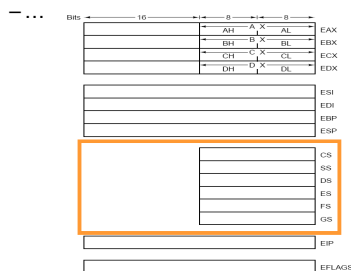 –...
Bits 16 8 8
A X
AH AL EAX
B X
BH BL EBX
C X
CH CL ECX
D X
DH DL EDX
ESI
EDI
EBP
ESP
CS
SS
DS
ES
FS
GS
EIP
EFLAGS